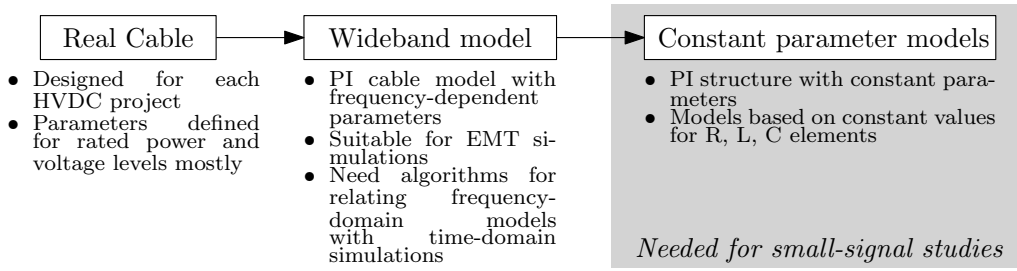 Real Cable
• Designed for each
HVDC project
• Parameters defined
for rated power and
voltage levels mostly
Wideband model
• PI cable model with
frequency-dependent
parameters
• Suitable for EMT si-
mulations
• Need algorithms for
relating frequency-
domain models
with time-domain
simulations
Constant parameter models
• PI structure with constant para-
meters
• Models based on constant values
for R, L, C elements
Needed for small-signal studies